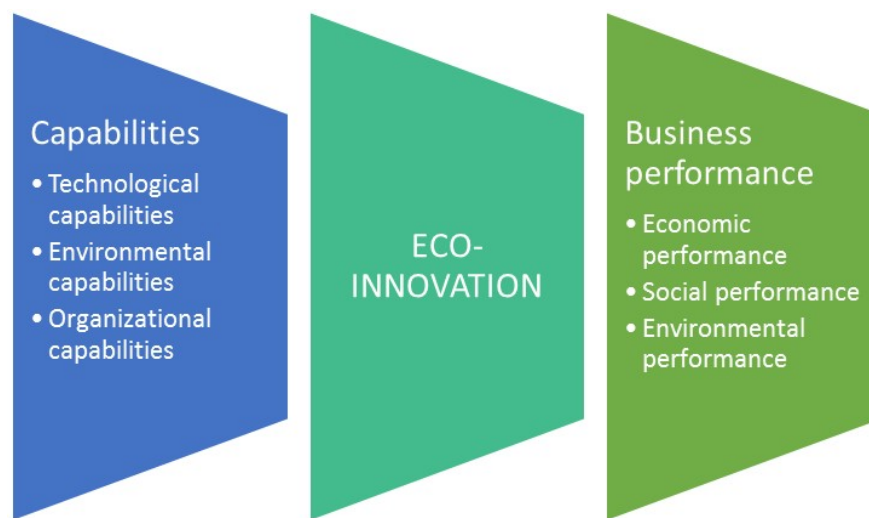 Capabilities
• Technological
capabilities
• Environmental
capabilities
• Organizational
capabilities
ECO-
INNOVATION
Business
performance
• Economic
performance
• Social performance
• Environmental
performance